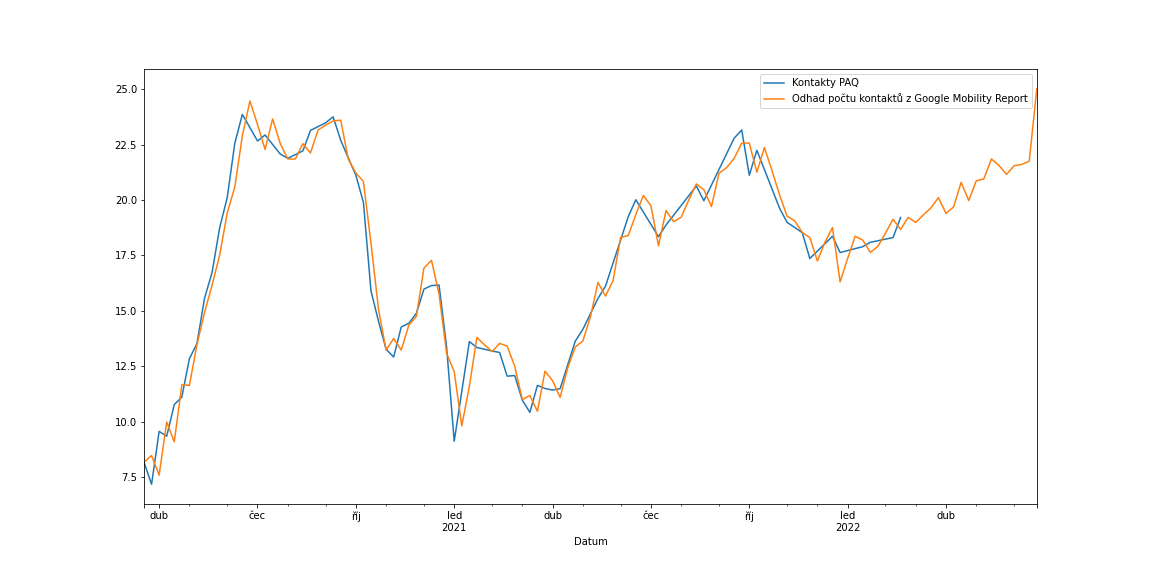 Kontakty PAQ
Odhad počtu kontaktů z Google Mobility Report
25.0
22.5
20.0
17.5
15.0
12.5
10.0
7.5
dub čec říj led dub čec říj led dub
2021 2022
Datum